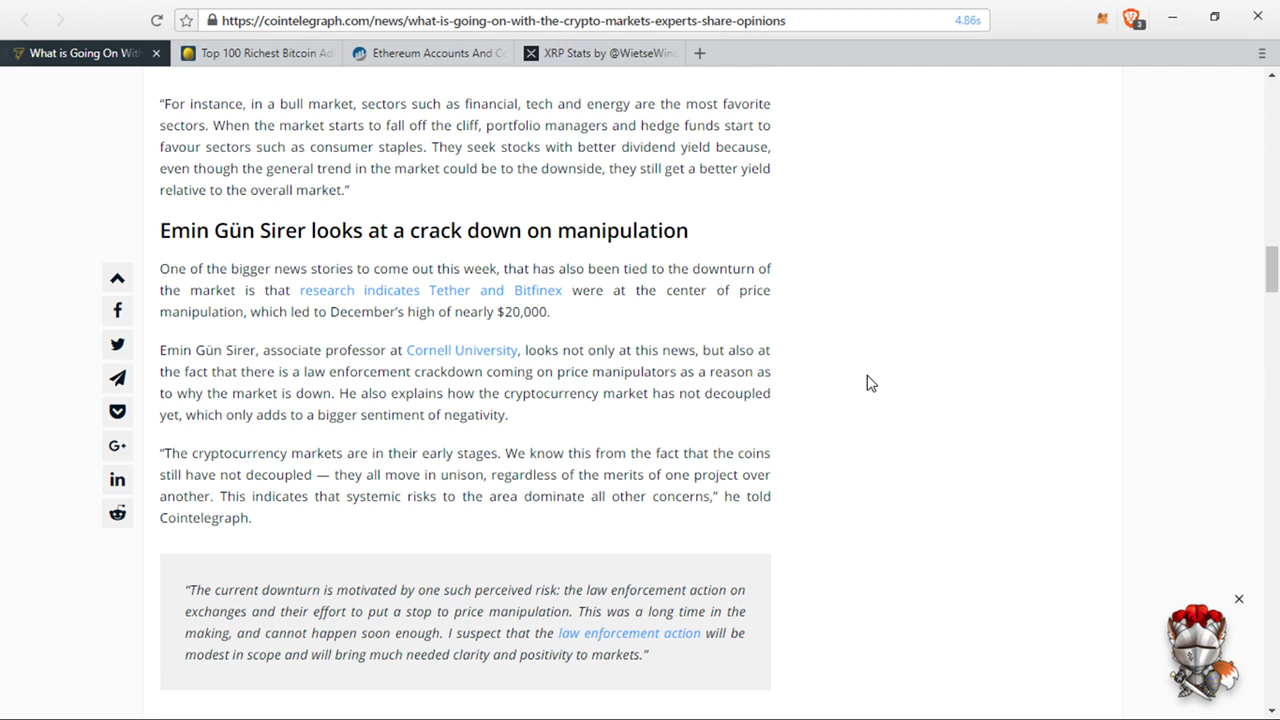 https://cointelegraph.com/news/what-is-going-on-with-the-crypto-markets-experts-share-opinions
4.86s
3
What is Going On With
Top 100 Richest Bitcoin Ad
Ethereum Accounts And Co
XRP Stats by @WietseWind
“For instance, in a bull market, sectors such as financial, tech and energy are the most favorite
sectors. When the market starts to fall off the cliff, portfolio managers and hedge funds start to
favour sectors such as consumer staples. They seek stocks with better dividend yield because,
even though the general trend in the market could be to the downside, they still get a better yield
relative to the overall market.”
Emin Gün Sirer looks at a crack down on manipulation
One of the bigger news stories to come out this week, that has also been tied to the downturn of
the market is that research indicates Tether and Bitfinex were at the center of price
manipulation, which led to December’s high of nearly $20,000.
Emin Gün Sirer, associate professor at Cornell University, looks not only at this news, but also at
the fact that there is a law enforcement crackdown coming on price manipulators as a reason as
to why the market is down. He also explains how the cryptocurrency market has not decoupled
yet, which only adds to a bigger sentiment of negativity.
“The cryptocurrency markets are in their early stages. We know this from the fact that the coins
still have not decoupled — they all move in unison, regardless of the merits of one project over
another. This indicates that systemic risks to the area dominate all other concerns,” he told
Cointelegraph.
“The current downturn is motivated by one such perceived risk: the law enforcement action on
exchanges and their effort to put a stop to price manipulation. This was a long time in the
making, and cannot happen soon enough. I suspect that the law enforcement action will be
modest in scope and will bring much needed clarity and positivity to markets.”